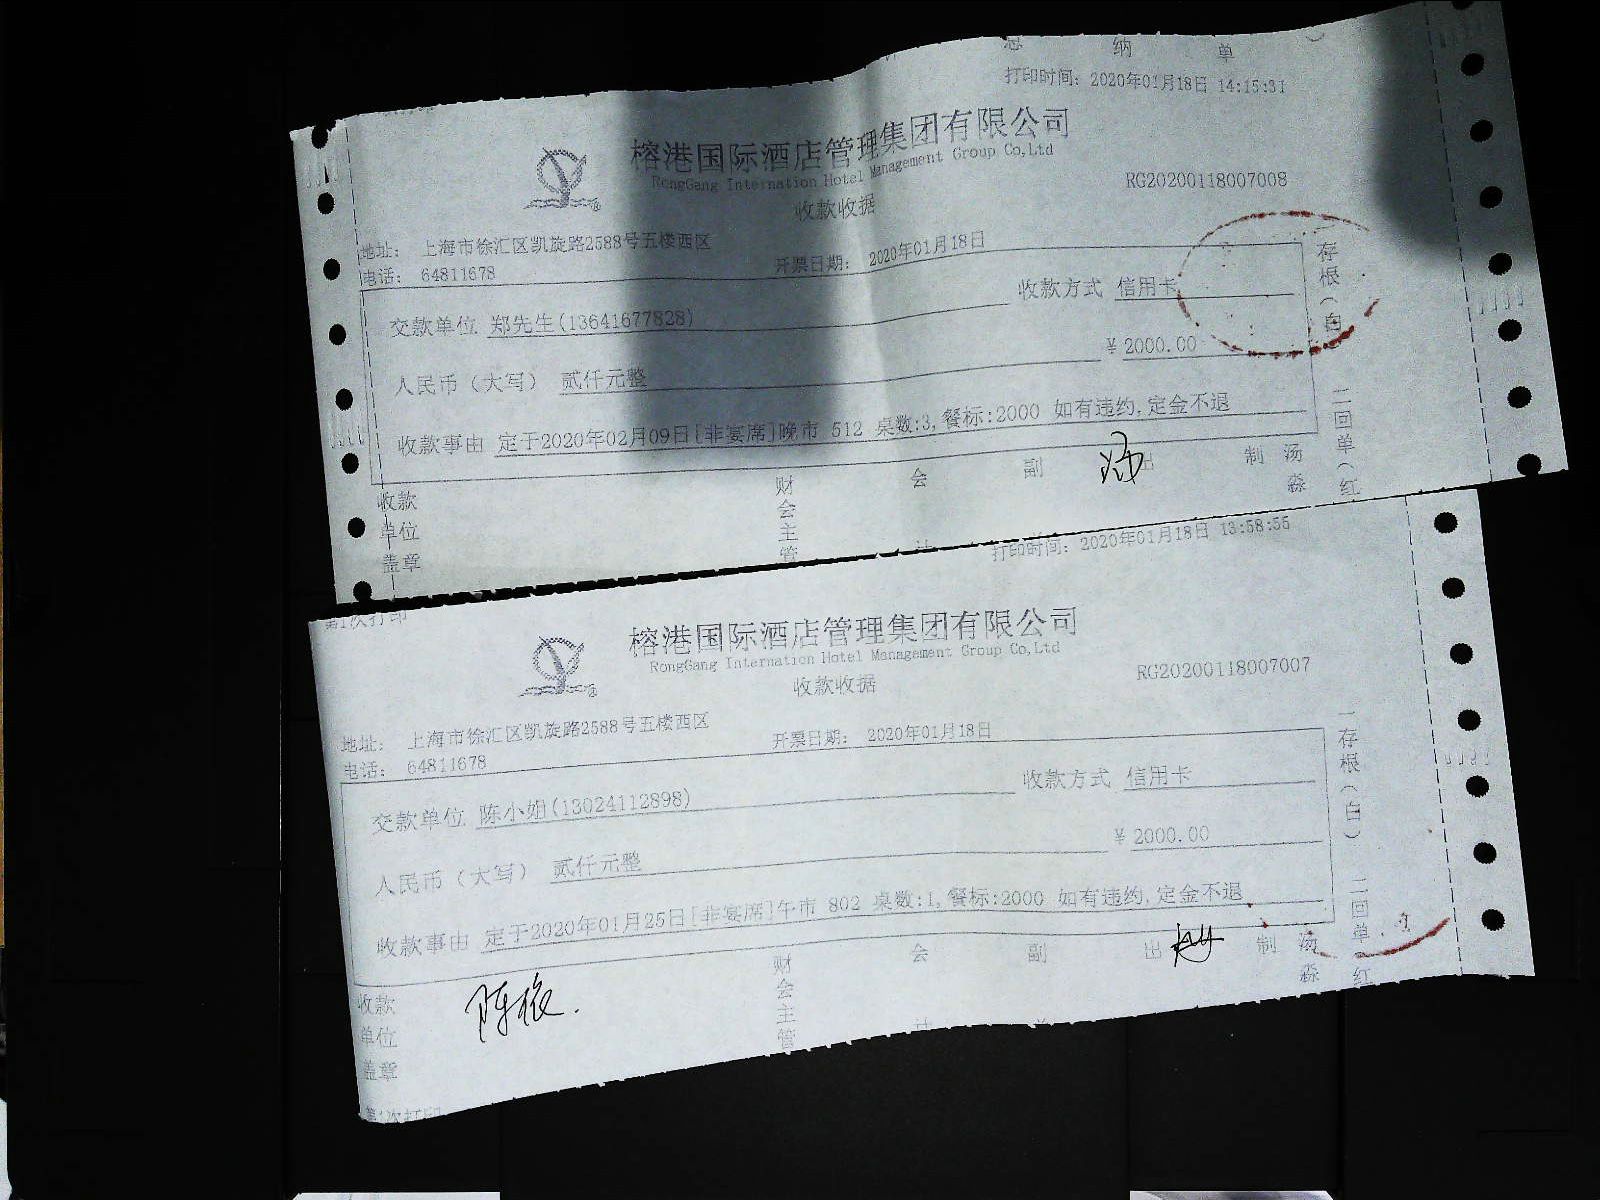 纳 单
打印时间: 2020年01月18日 14:15:31
榕港国际酒店管理集团有限公司
RongGang Internation Hotel Management Group Co,Ltd
RG20200118007008
收款收据
地址: 上海市徐汇区凯旋路2588号五楼西区
电话: 64811678
开票日期: 2020年01月18日
交款单位 郑先生(13641677828)
收款方式 信用卡
人民币（大写） 贰仟元整
¥ 2000.00
收款事由 定于2020年02月09日[非宴席]晚市 512 桌数:3,餐标:2000 如有违约,定金不退
一存根(白) 二回单(红
收款单位盖章
财会主管
会
副
出
汤
制
汤淼
打印时间: 2020年01月18日 13:58:55
第1次打印
榕港国际酒店管理集团有限公司
RongGang Internation Hotel Management Group Co,Ltd
RG20200118007007
收款收据
地址: 上海市徐汇区凯旋路2588号五楼西区
电话: 64811678
开票日期: 2020年01月18日
交款单位 陈小姐(13024112898)
收款方式 信用卡
人民币（大写） 贰仟元整
¥ 2000.00
收款事由 定于2020年01月25日[非宴席]午市 802 桌数:1,餐标:2000 如有违约,定金不退
一存根(白) 二回单(红
收款单位盖章
财会主管
会
副
出
制
汤淼
第1次打印